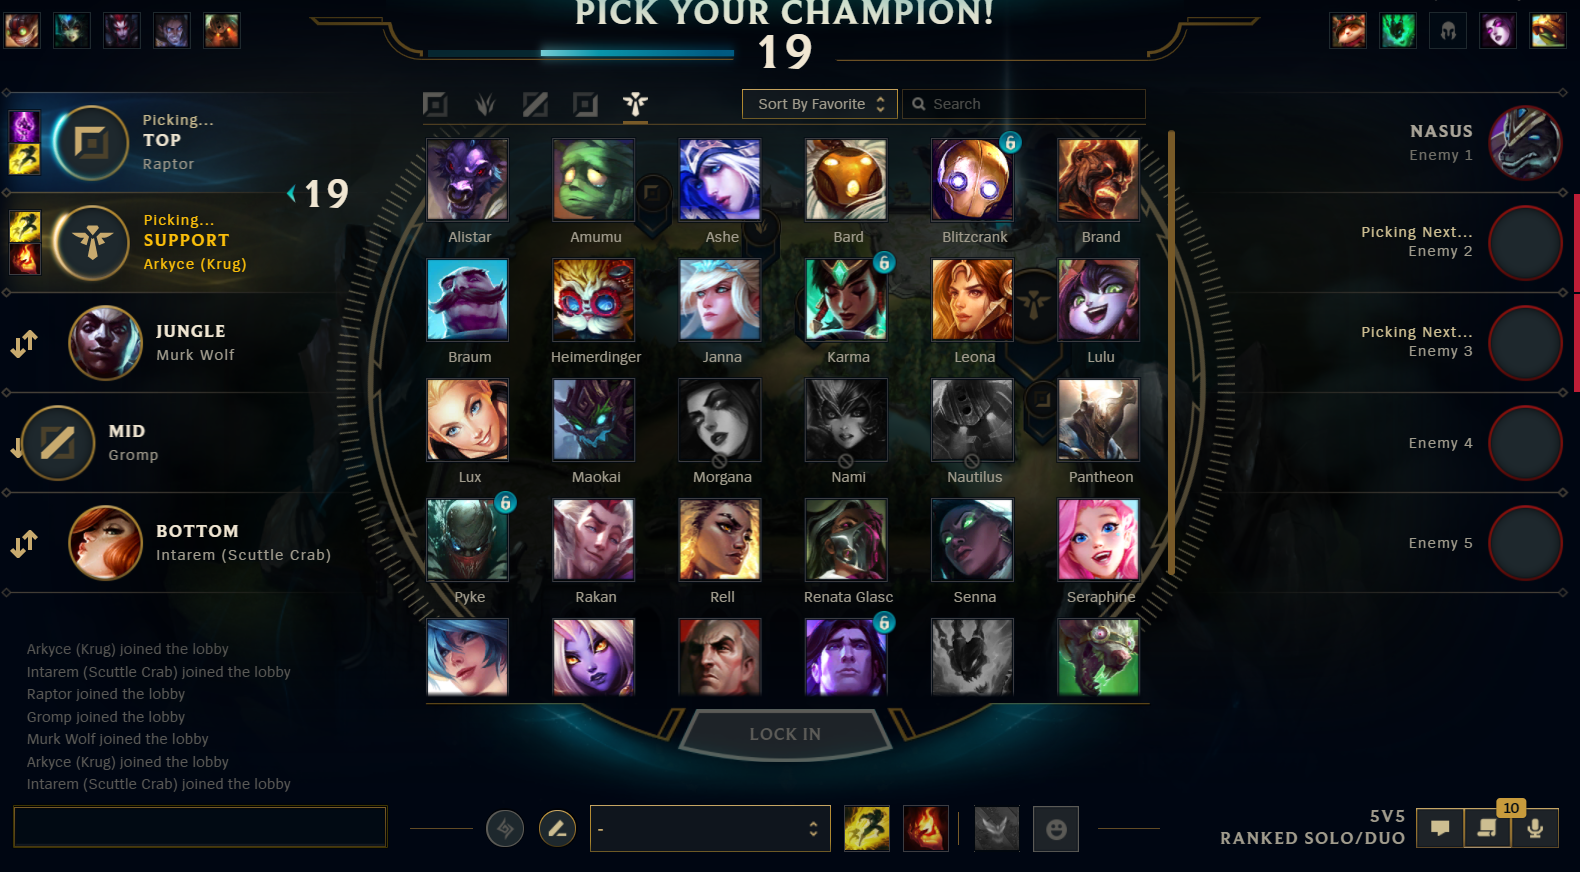 PICK YOUR CHAMPION!
19
Sort By Favorite
Search
Picking...
TOP
Raptor
19
Picking...
SUPPORT
Arkyce (Krug)
JUNGLE
Murk Wolf
MID
Gromp
BOTTOM
Intarem (Scuttle Crab)
6
Alistar Amumu Ashe Bard Blitzcrank Brand
6
Braum Heimerdinger Janna Karma Leona Lulu
Lux Maokai Morgana Nami Nautilus Pantheon
6
Pyke Rakan Rell Renata Glasc Senna Seraphine
6
NASUS
Enemy 1
Picking Next...
Enemy 2
Picking Next...
Enemy 3
Enemy 4
Enemy 5
Arkyce (Krug) joined the lobby
Intarem (Scuttle Crab) joined the lobby
Raptor joined the lobby
Gromp joined the lobby
Murk Wolf joined the lobby
Arkyce (Krug) joined the lobby
Intarem (Scuttle Crab) joined the lobby
LOCK IN
-
5V5
RANKED SOLO/DUO
10